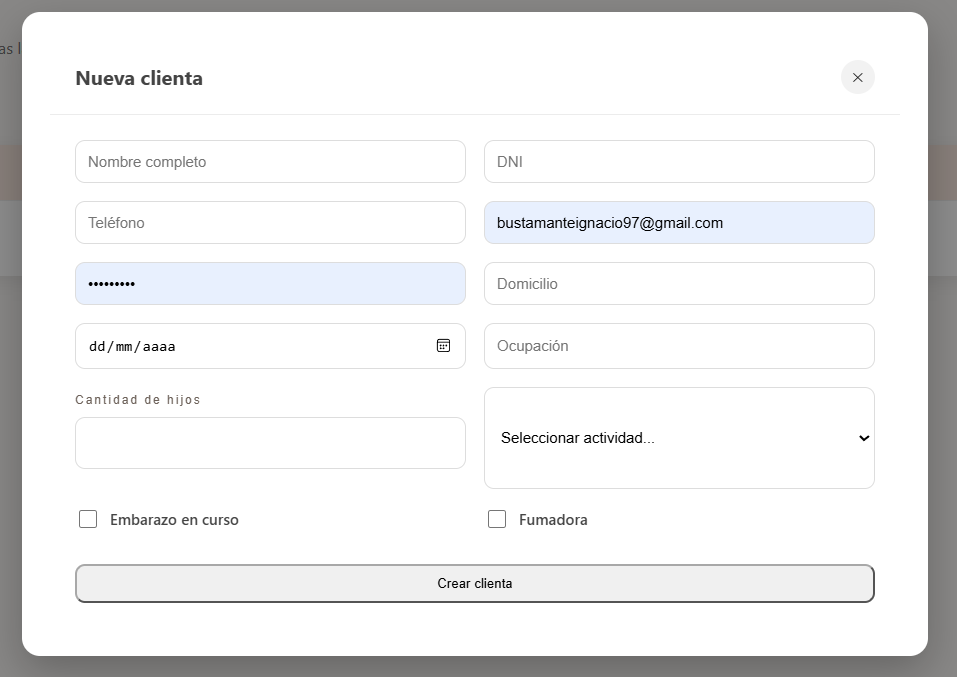 as l
Nueva clienta
Nombre completo
DNI
Teléfono
bustamanteignacio97@gmail.com
•••••••••
Domicilio
dd/mm/aaaa
Ocupación
Cantidad de hijos
Seleccionar actividad...
Embarazo en curso
Fumadora
Crear clienta